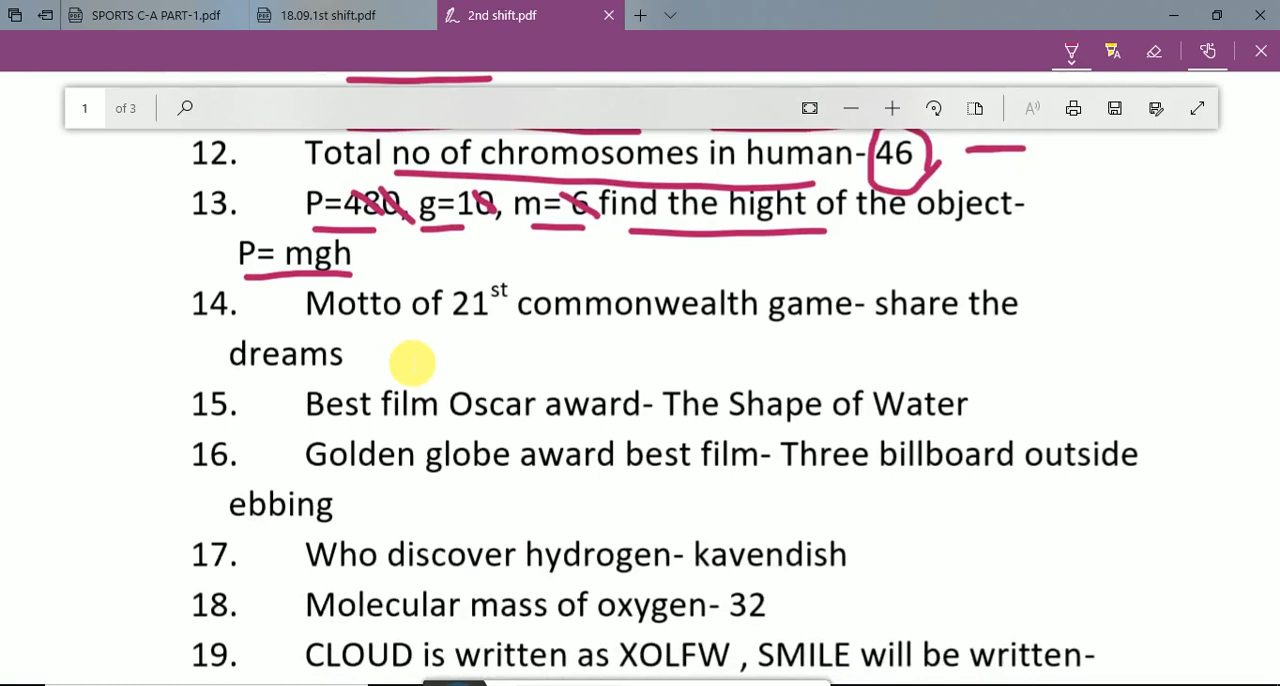 SPORTS C-A PART-1.pdf 18.09.1st shift.pdf 2nd shift.pdf
1 of 3
12. Total no of chromosomes in human- 46
13. P=480, g=10, m= 6 find the hight of the object-
P= mgh
14. Motto of 21st commonwealth game- share the
dreams
15. Best film Oscar award- The Shape of Water
16. Golden globe award best film- Three billboard outside
ebbing
17. Who discover hydrogen- kavendish
18. Molecular mass of oxygen- 32
19. CLOUD is written as XOLFW , SMILE will be written-